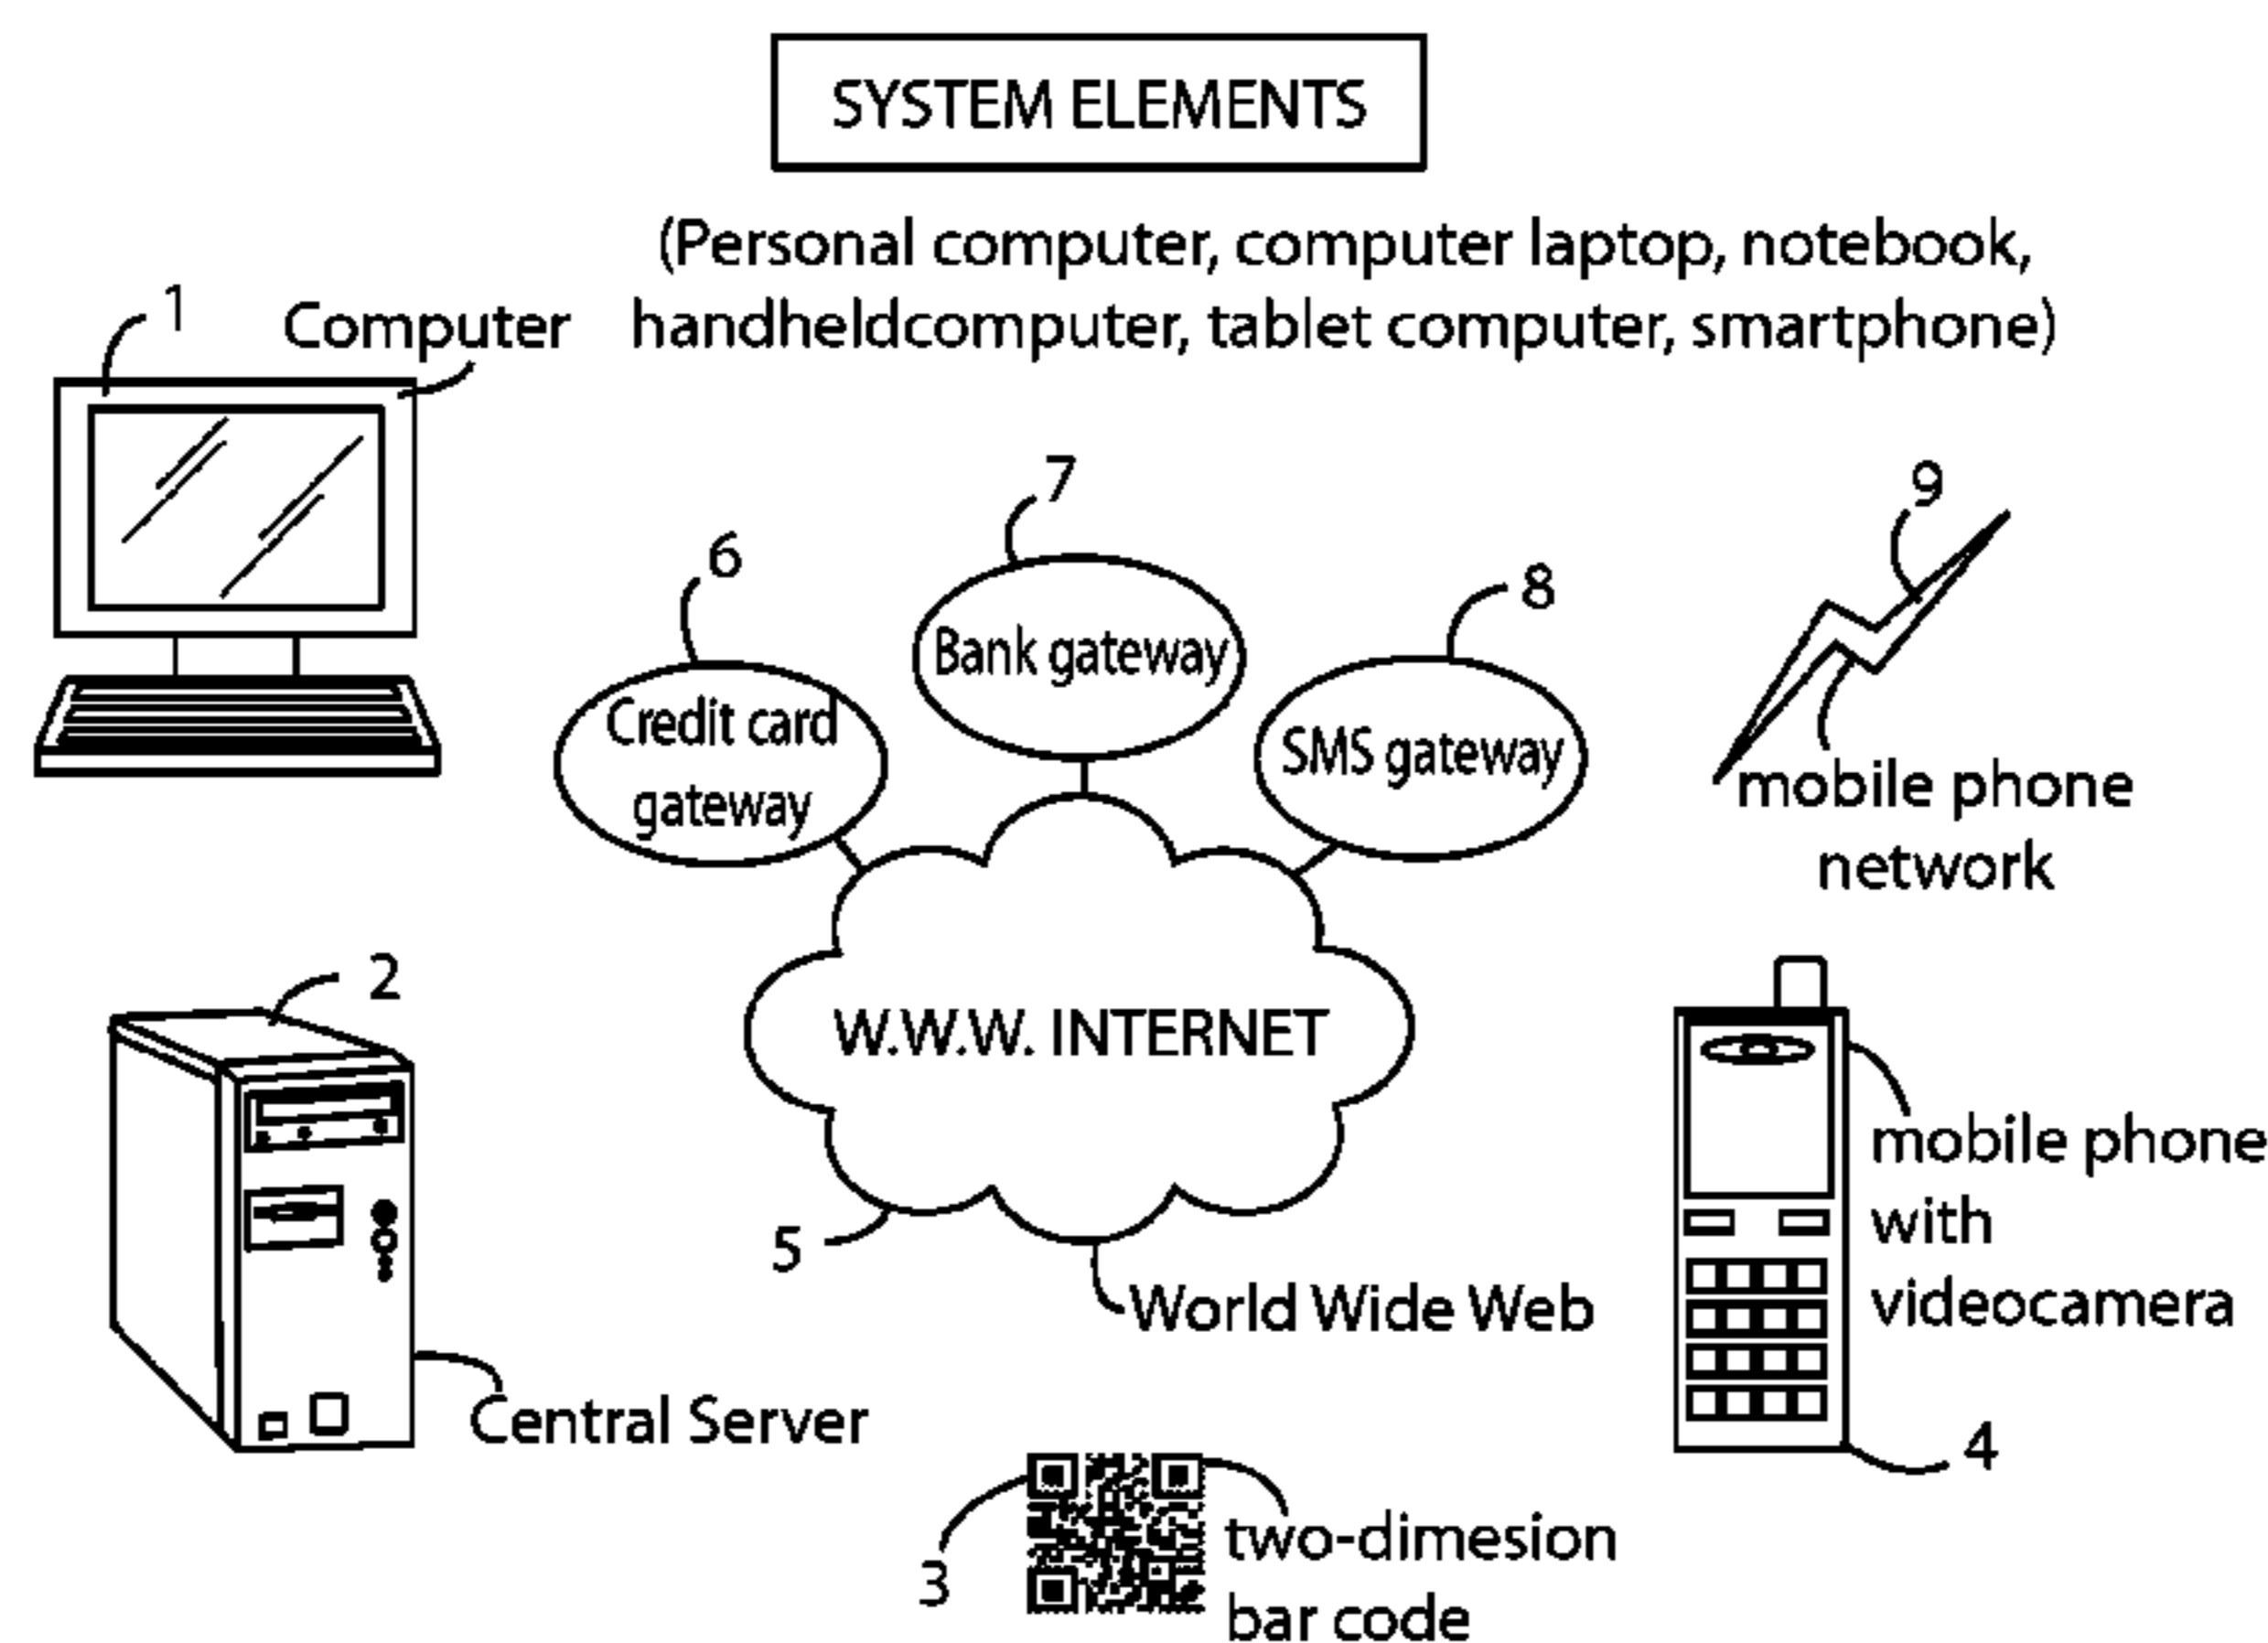 SYSTEM ELEMENTS
(Personal computer, computer laptop, notebook,
handheldcomputer, tablet computer, smartphone)
1
Computer
7
9
6
8
Bank gateway
Credit card
gateway
SMS gateway
mobile phone
network
2
W.W.W. INTERNET
mobile phone
with
videocamera
5
World Wide Web
Central Server
4
3
two-dimesion
bar code